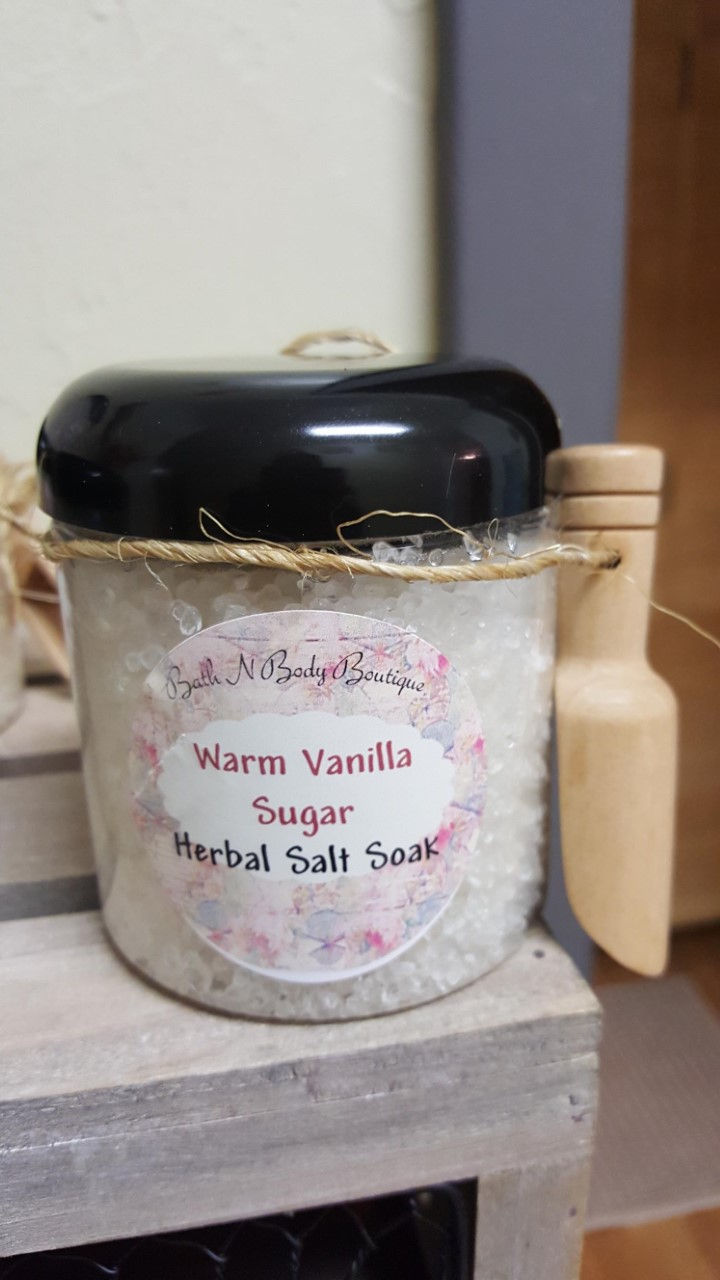 Bath N Body Boutique
Warm Vanilla
Sugar
Herbal Salt Soak